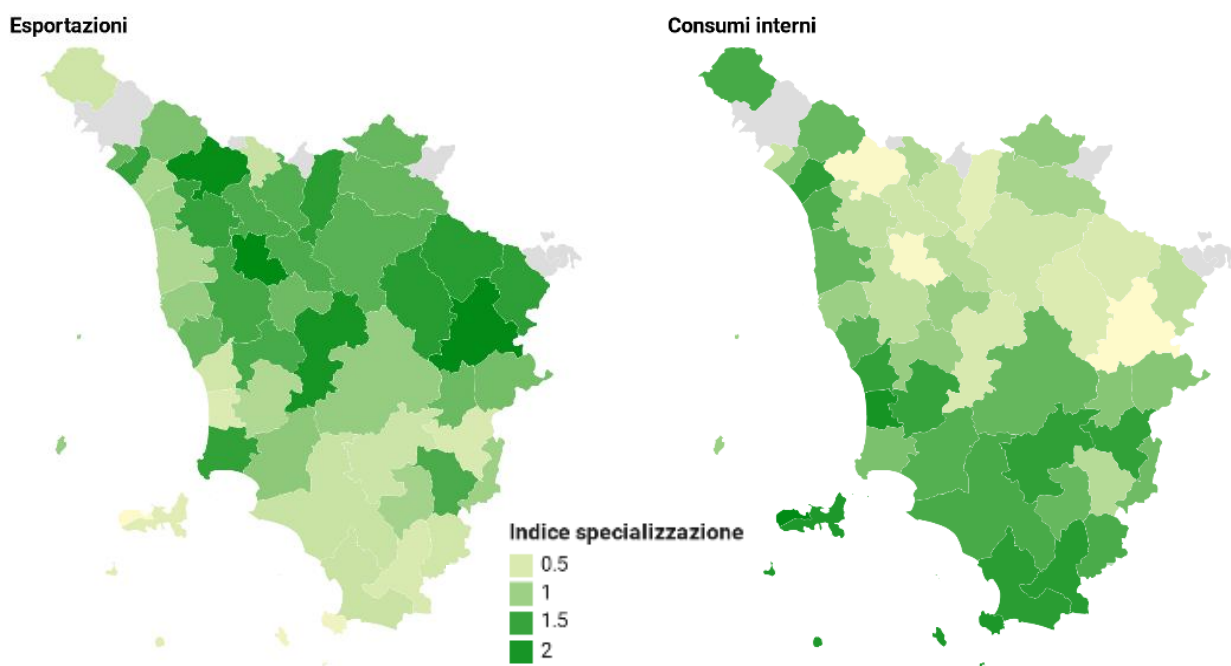 Esportazioni
Consumi interni
Indice specializzazione
0.5
1
1.5
2